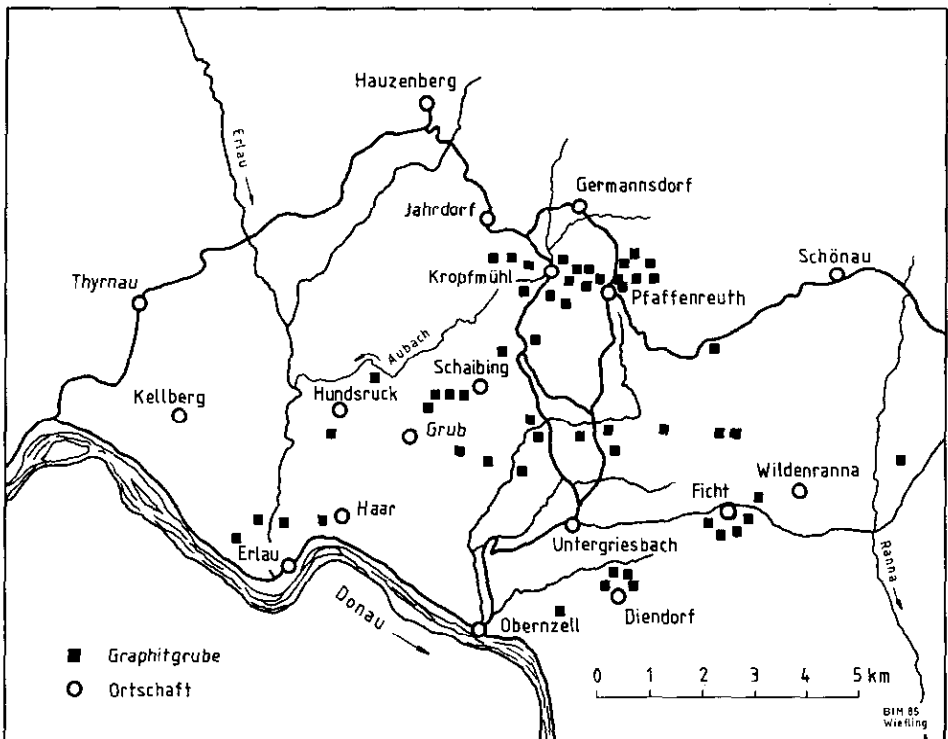 Hauzenberg
Erlau
Germannsdorf
Jahrdorf
Schönau
Kropfmühl
Thyrnau
Pfaffenreuth
Aubach
Schaibing
Kellberg
Hundsruck
Grub
Wildenranna
Ficht
Haar
Untergriesbach
Erlau
Ranna
Donau
Obernzell
Diendorf
Graphitgrube
Ortschaft
0 1 2 3 4 5 km
BIM 85
Wiefling